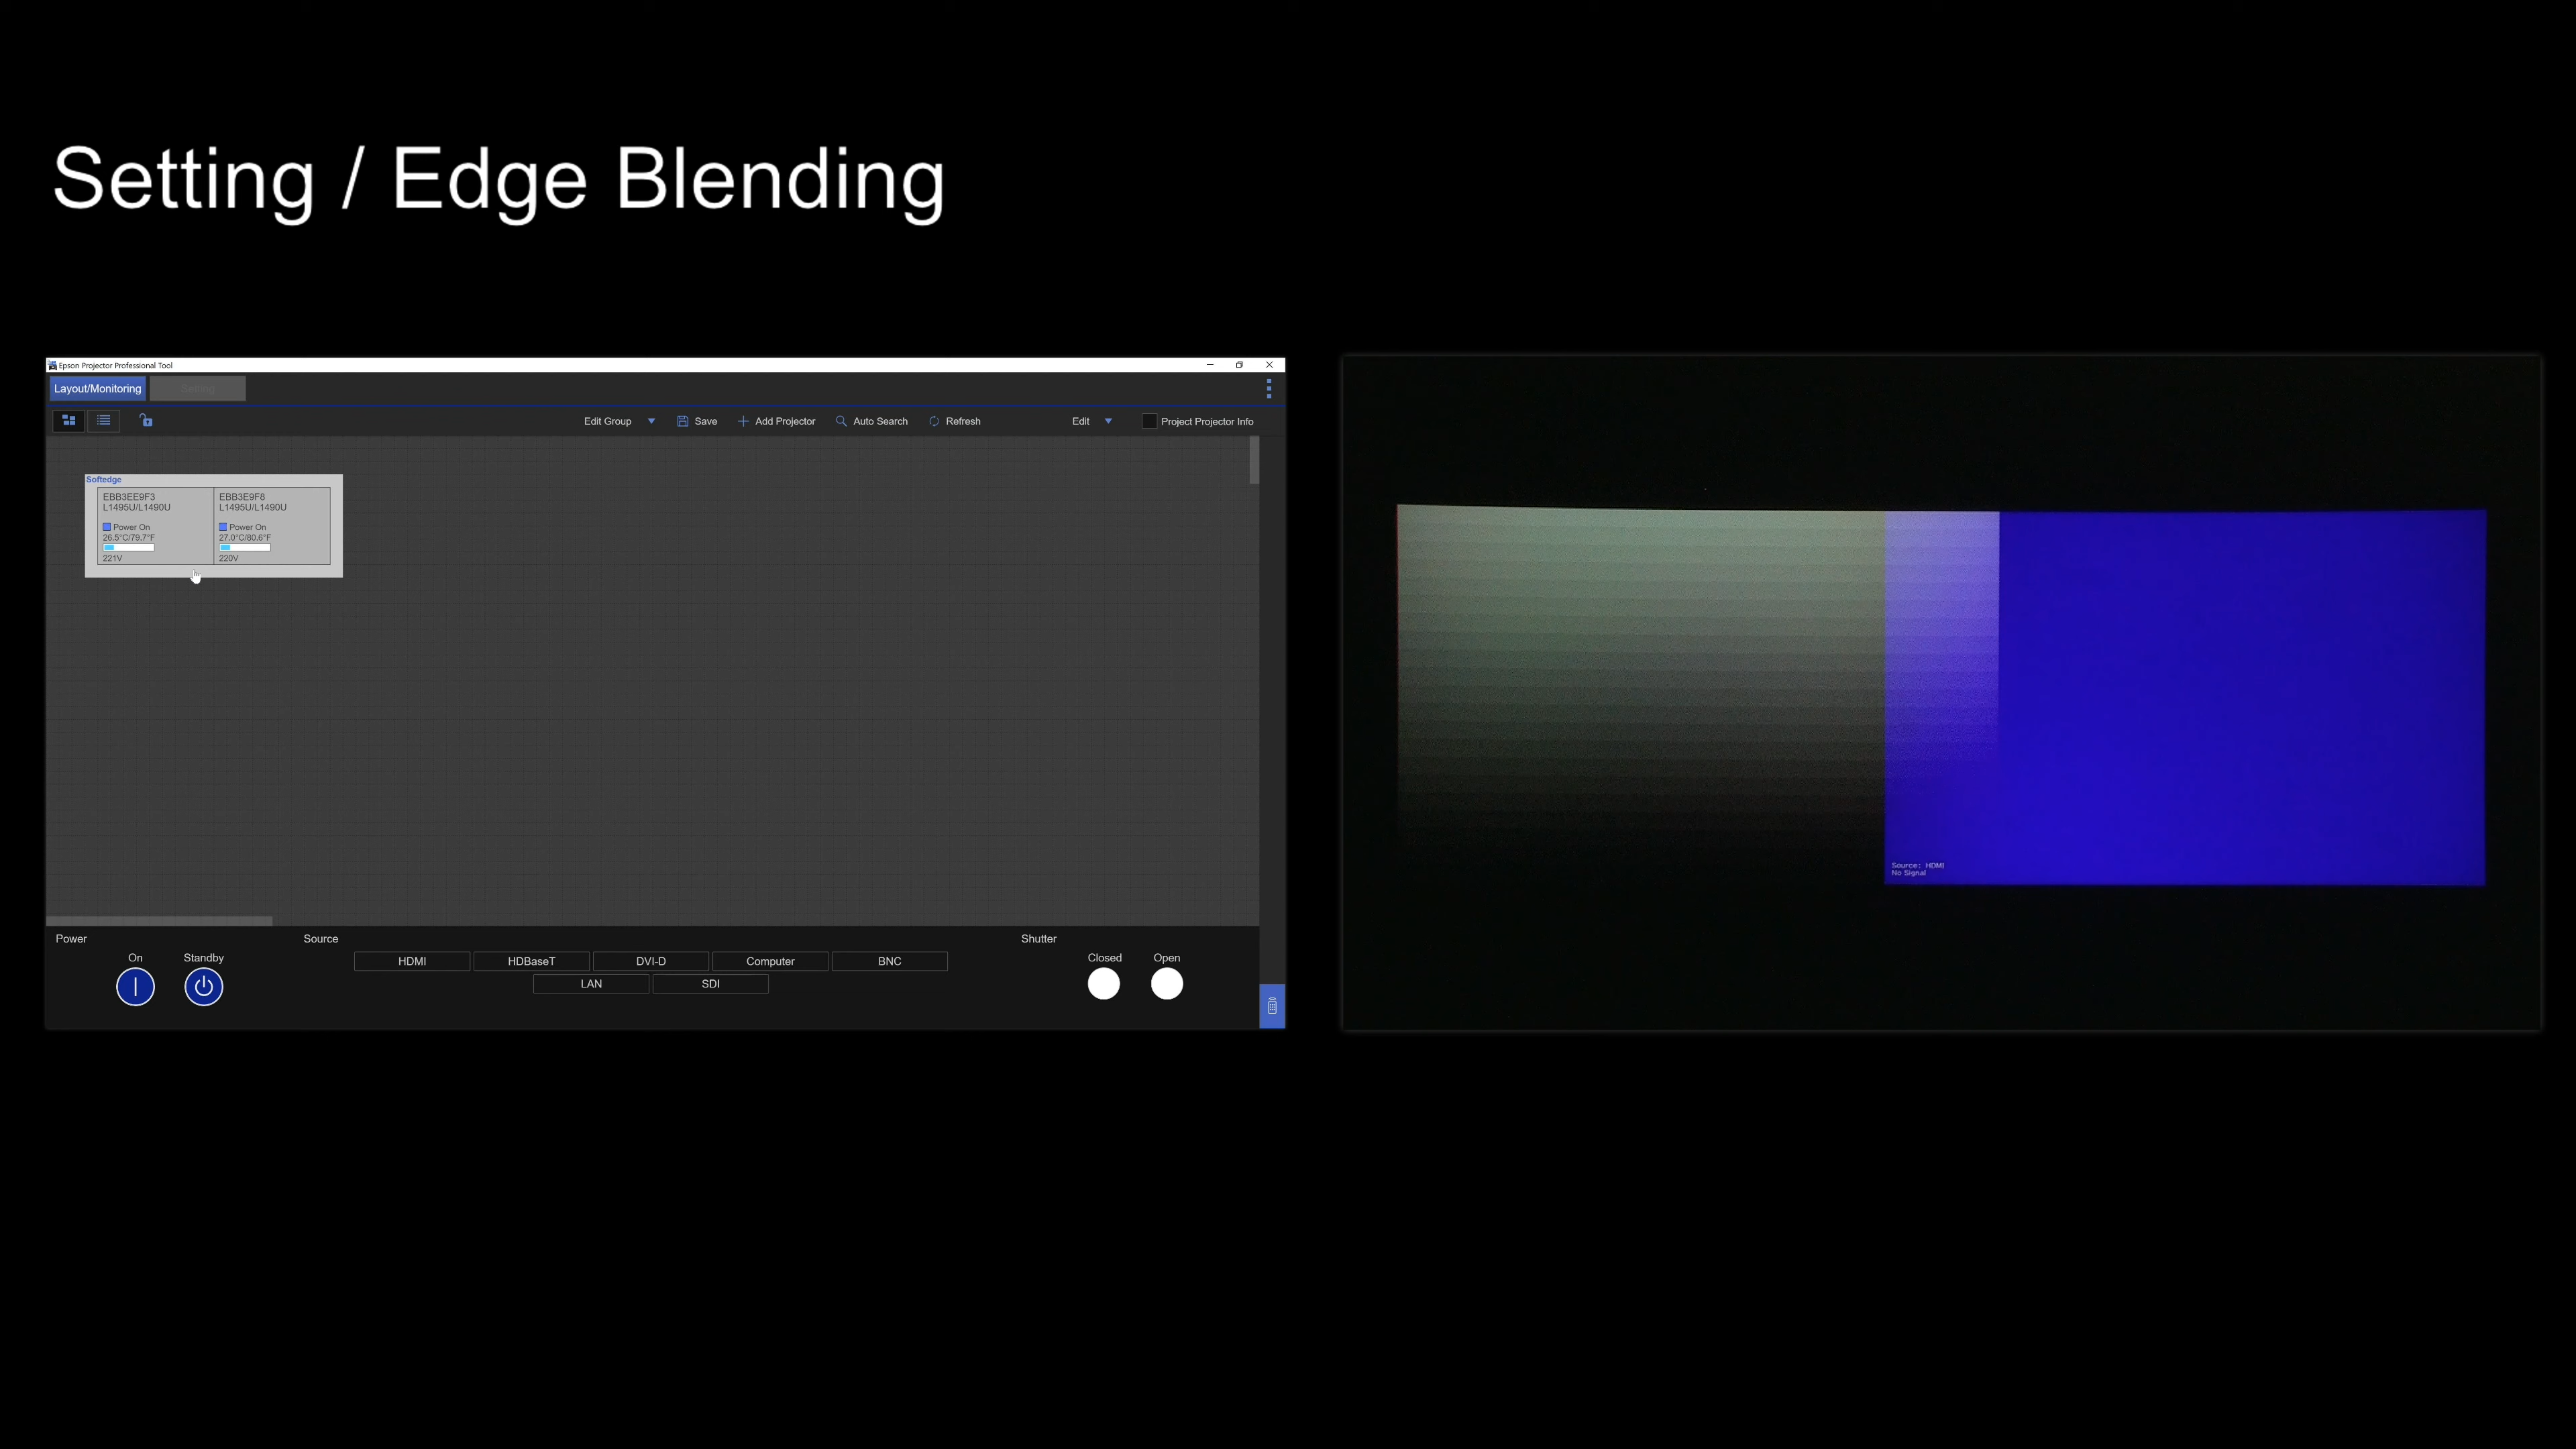 Setting / Edge Blending
Epson Projector Professional Tool
Layout/Monitoring
Setting
Edit Group
Save
Add Projector
Auto Search
Refresh
Edit
Project Projector Info
Softedge
EBB3EE9F3
L1495U/L1490U
Power On
26.5°C/79.7°F
221V
EBB3E9F8
L1495U/L1490U
Power On
27.0°C/80.6°F
220V
Source: HDMI
No Signal
Power
On
Standby
Source
HDMI
HDBaseT
DVI-D
Computer
BNC
LAN
SDI
Shutter
Closed
Open